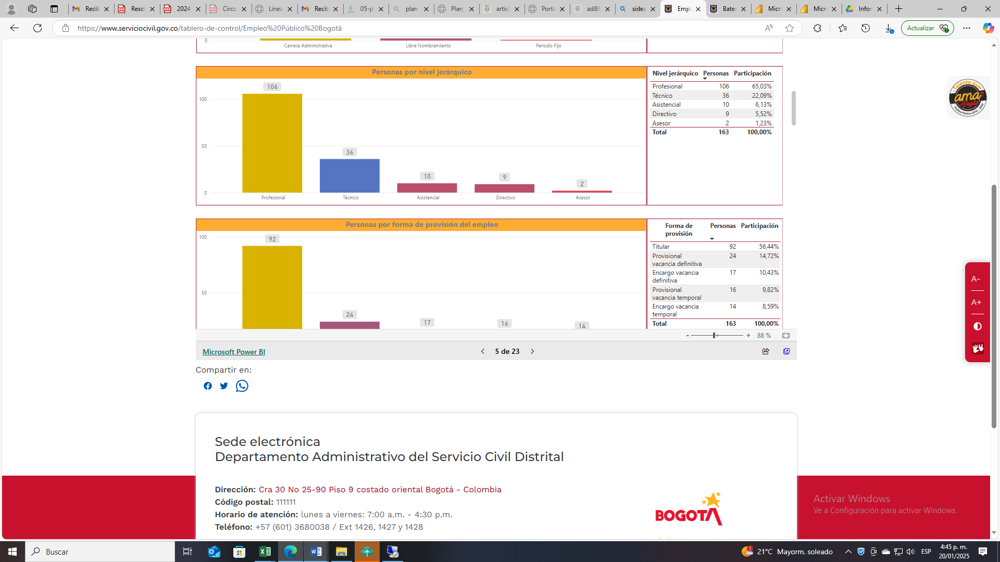 Recib
Resol
2024
Circu
Linea
Recib
05-p
plan
Plan_
articl
Porta
ad86
sidea
Empl
Bater
Micro
Micro
Infor
https://www.serviciocivil.gov.co/tablero-de-control/Empleo%20Público%20Bogotá
Actualizar
0
Carrera Administrativa
Libre Nombramiento
Periodo Fijo
Personas por nivel jerárquico
106
100
36
50
10
9
2
0
Profesional
Técnico
Asistencial
Directivo
Asesor
Nivel jerárquico Personas Participación
Profesional 106 65,03%
Técnico 36 22,09%
Asistencial 10 6,13%
Directivo 9 5,52%
Asesor 2 1,23%
Total 163 100,00%
Talento que
ama
Bogotá
Personas por forma de provisión del empleo
100
92
50
24
17
16
14
Forma de
provisión
Personas Participación
Titular 92 56,44%
Provisional 24 14,72%
vacancia definitiva
Encargo vacancia 17 10,43%
definitiva
Provisional 16 9,82%
vacancia temporal
Encargo vacancia 14 8,59%
temporal
Total 163 100,00%
A-
A+
- + 88 %
Microsoft Power BI
5 de 23
Compartir en:
Sede electrónica
Departamento Administrativo del Servicio Civil Distrital
Dirección: Cra 30 No 25-90 Piso 9 costado oriental Bogotá - Colombia
Código postal: 111111
Horario de atención: lunes a viernes: 7:00 a.m. - 4:30 p.m.
Teléfono: +57 (601) 3680038 / Ext 1426, 1427 y 1428
BOGOTÁ
Activar Windows
Ve a Configuración para activar Windows.
Buscar
21°C Mayorm. soleado
ESP
4:45 p. m.
20/01/2025